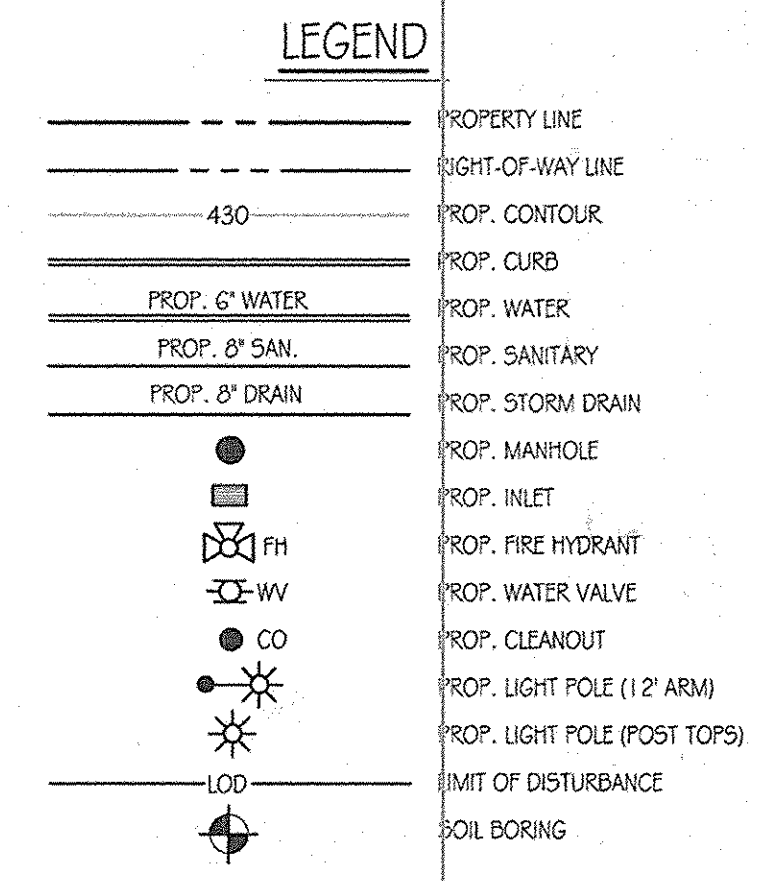 LEGEND
PROPERTY LINE
RIGHT-OF-WAY LINE
430 PROP. CONTOUR
PROP. CURB
PROP. 6" WATER PROP. WATER
PROP. 8" SAN. PROP. SANITARY
PROP. 8" DRAIN PROP. STORM DRAIN
PROP. MANHOLE
PROP. INLET
FH PROP. FIRE HYDRANT
WV PROP. WATER VALVE
CO PROP. CLEANOUT
PROP. LIGHT POLE (12' ARM)
PROP. LIGHT POLE (POST TOPS)
LOD LIMIT OF DISTURBANCE
SOIL BORING